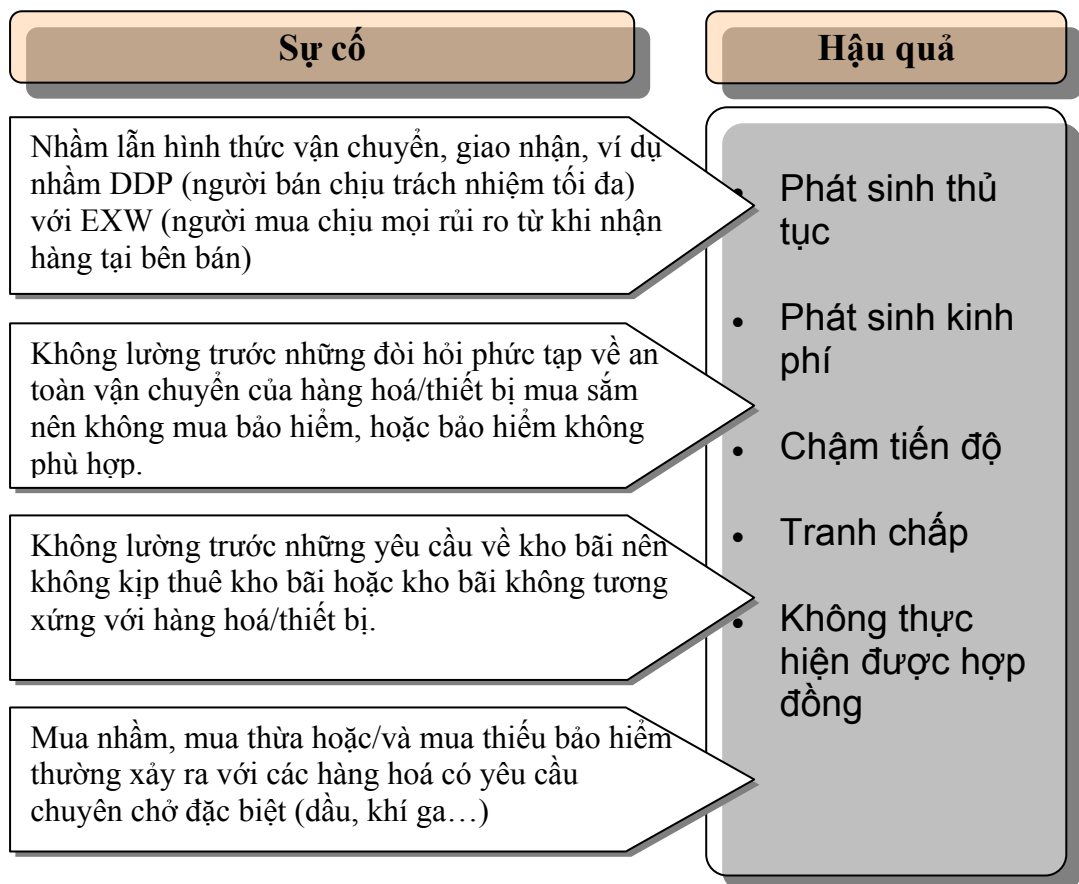 Sự cố
Hậu quả
Nhầm lẫn hình thức vận chuyển, giao nhận, ví dụ
nhầm DDP (người bán chịu trách nhiệm tối đa)
với EXW (người mua chịu mọi rủi ro từ khi nhận
hàng tại bên bán)
Không lường trước những đòi hỏi phức tạp về an
toàn vận chuyển của hàng hoá/thiết bị mua sắm
nên không mua bảo hiểm, hoặc bảo hiểm không
phù hợp.
Không lường trước những yêu cầu về kho bãi nên
không kịp thuê kho bãi hoặc kho bãi không tương
xứng với hàng hoá/thiết bị.
Mua nhầm, mua thừa hoặc/và mua thiếu bảo hiểm
thường xảy ra với các hàng hoá có yêu cầu
chuyên chở đặc biệt (dầu, khí ga…)
• Phát sinh thủ
tục
• Phát sinh kinh
phí
• Chậm tiến độ
• Tranh chấp
• Không thực
hiện được hợp
đồng